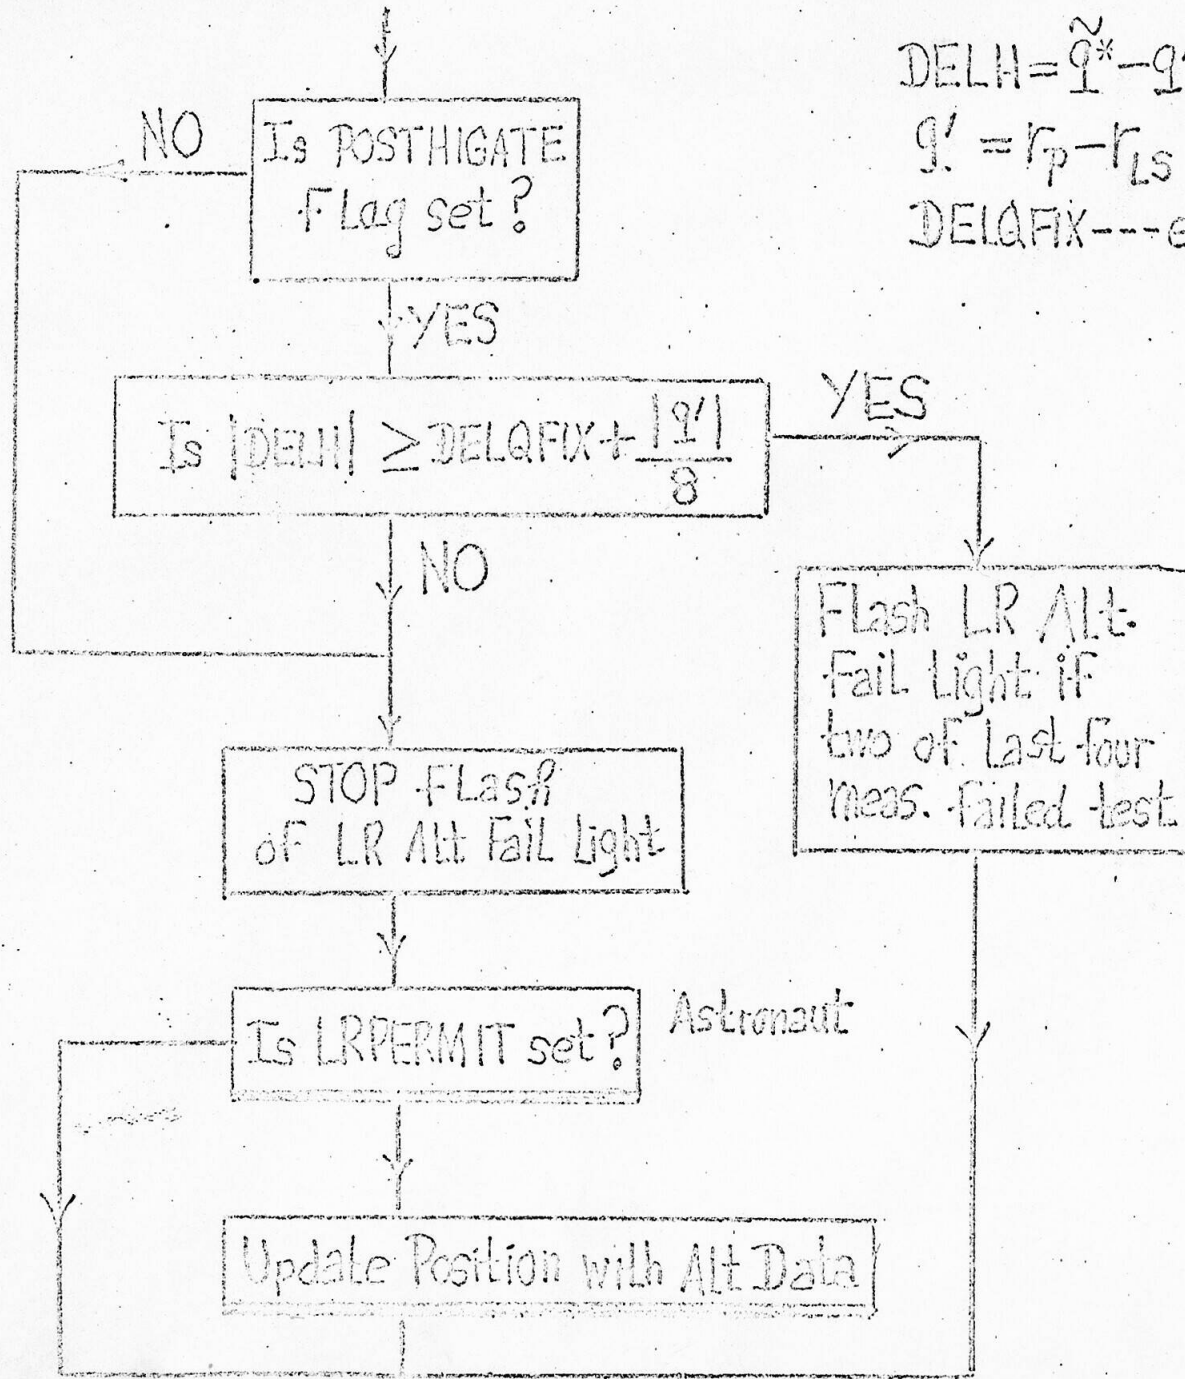 DELH = q̃* − q'
q' = rp − rLS
DELQFIX---e
NO
Is POSTHIGATE
Flag set?
YES
Is |DELH| ≥ DELQFIX + |q'|/8
YES
NO
Flash LR Alt.
Fail Light if
two of last four
meas. failed test
STOP Flash
of LR Alt Fail Light
Is LRPERMIT set?
Astronaut
Update Position with Alt Data